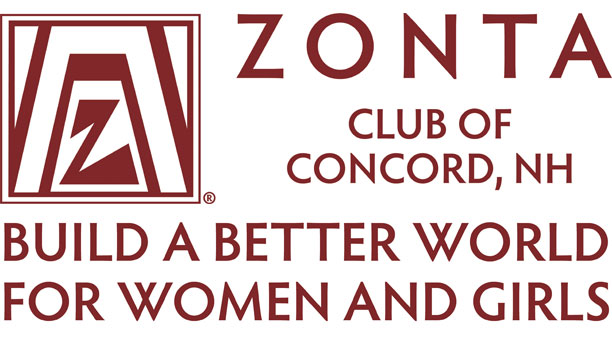 ZONTA
CLUB OF
CONCORD, NH
Z
®
BUILD A BETTER WORLD
FOR WOMEN AND GIRLS